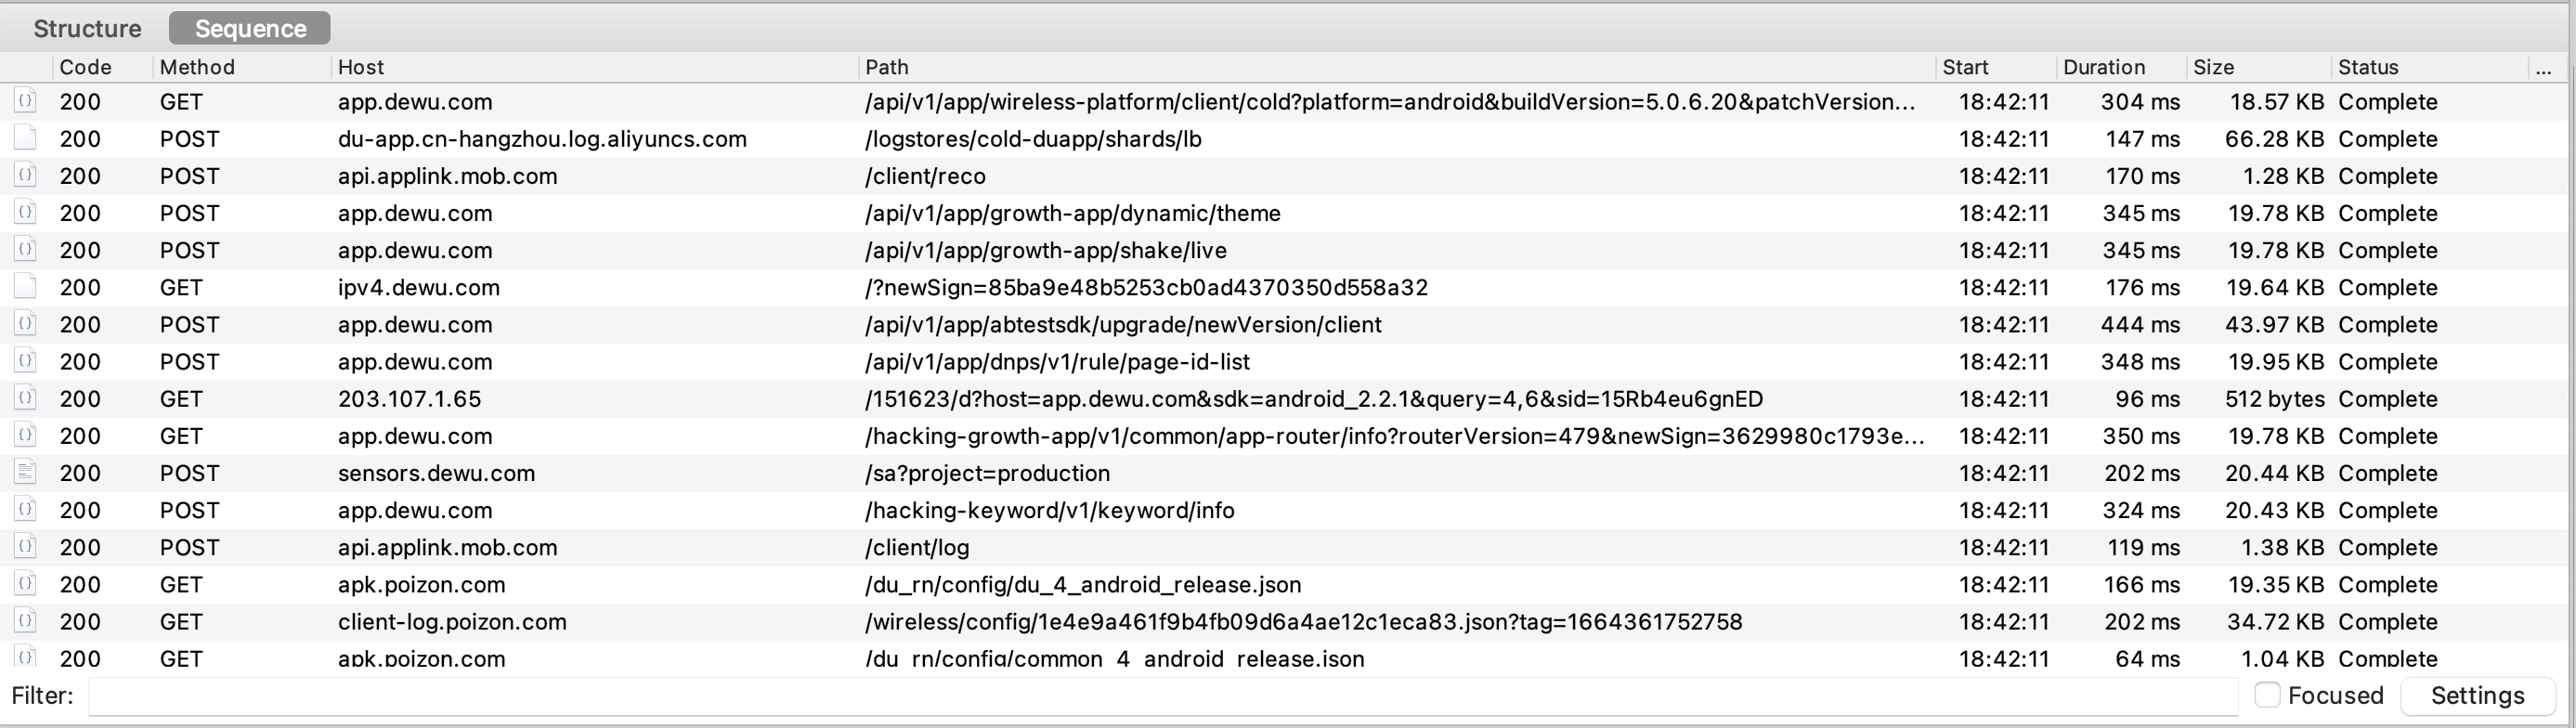 Structure Sequence
Code Method Host Path Start Duration Size Status ...
200 GET app.dewu.com /api/v1/app/wireless-platform/client/cold?platform=android&buildVersion=5.0.6.20&patchVersion... 18:42:11 304 ms 18.57 KB Complete
200 POST du-app.cn-hangzhou.log.aliyuncs.com /logstores/cold-duapp/shards/lb 18:42:11 147 ms 66.28 KB Complete
200 POST api.applink.mob.com /client/reco 18:42:11 170 ms 1.28 KB Complete
200 POST app.dewu.com /api/v1/app/growth-app/dynamic/theme 18:42:11 345 ms 19.78 KB Complete
200 POST app.dewu.com /api/v1/app/growth-app/shake/live 18:42:11 345 ms 19.78 KB Complete
200 GET ipv4.dewu.com /?newSign=85ba9e48b5253cb0ad4370350d558a32 18:42:11 176 ms 19.64 KB Complete
200 POST app.dewu.com /api/v1/app/abtestsdk/upgrade/newVersion/client 18:42:11 444 ms 43.97 KB Complete
200 POST app.dewu.com /api/v1/app/dnps/v1/rule/page-id-list 18:42:11 348 ms 19.95 KB Complete
200 GET 203.107.1.65 /151623/d?host=app.dewu.com&sdk=android_2.2.1&query=4,6&sid=15Rb4eu6gnED 18:42:11 96 ms 512 bytes Complete
200 GET app.dewu.com /hacking-growth-app/v1/common/app-router/info?routerVersion=479&newSign=3629980c1793e... 18:42:11 350 ms 19.78 KB Complete
200 POST sensors.dewu.com /sa?project=production 18:42:11 202 ms 20.44 KB Complete
200 POST app.dewu.com /hacking-keyword/v1/keyword/info 18:42:11 324 ms 20.43 KB Complete
200 POST api.applink.mob.com /client/log 18:42:11 119 ms 1.38 KB Complete
200 GET apk.poizon.com /du_rn/config/du_4_android_release.json 18:42:11 166 ms 19.35 KB Complete
200 GET client-log.poizon.com /wireless/config/1e4e9a461f9b4fb09d6a4ae12c1eca83.json?tag=1664361752758 18:42:11 202 ms 34.72 KB Complete
200 GET apk.poizon.com /du_rn/config/common_4_android_release.json 18:42:11 64 ms 1.04 KB Complete
Filter: Focused Settings